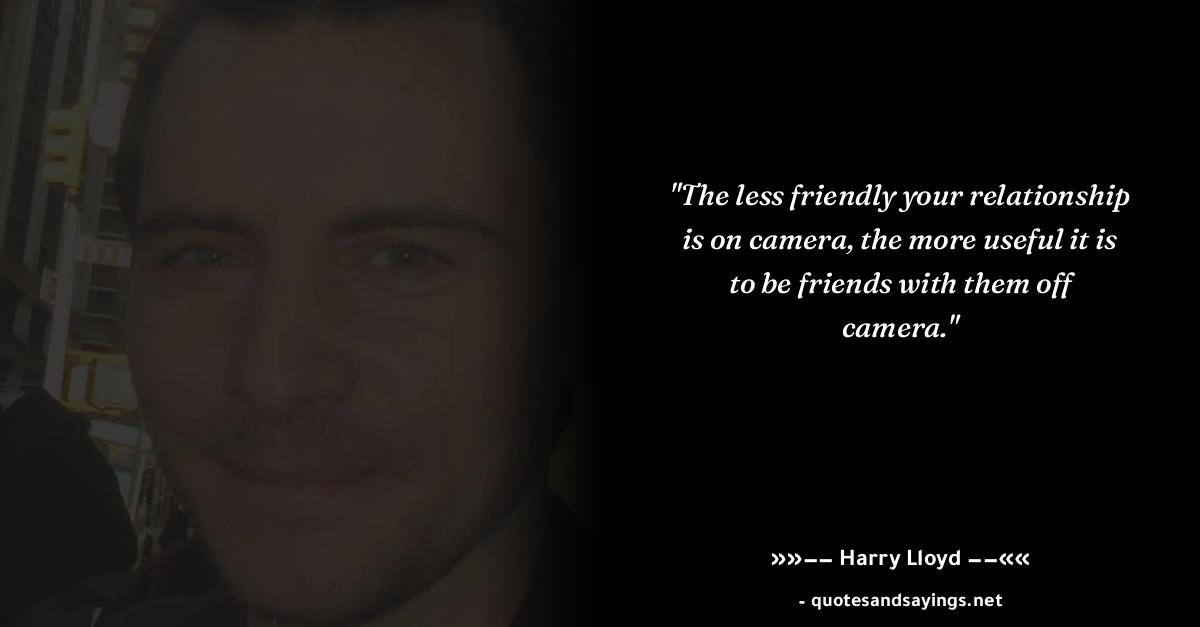 "The less friendly your relationship
is on camera, the more useful it is
to be friends with them off
camera."
»»−− Harry Lloyd −−««
- quotesandsayings.net